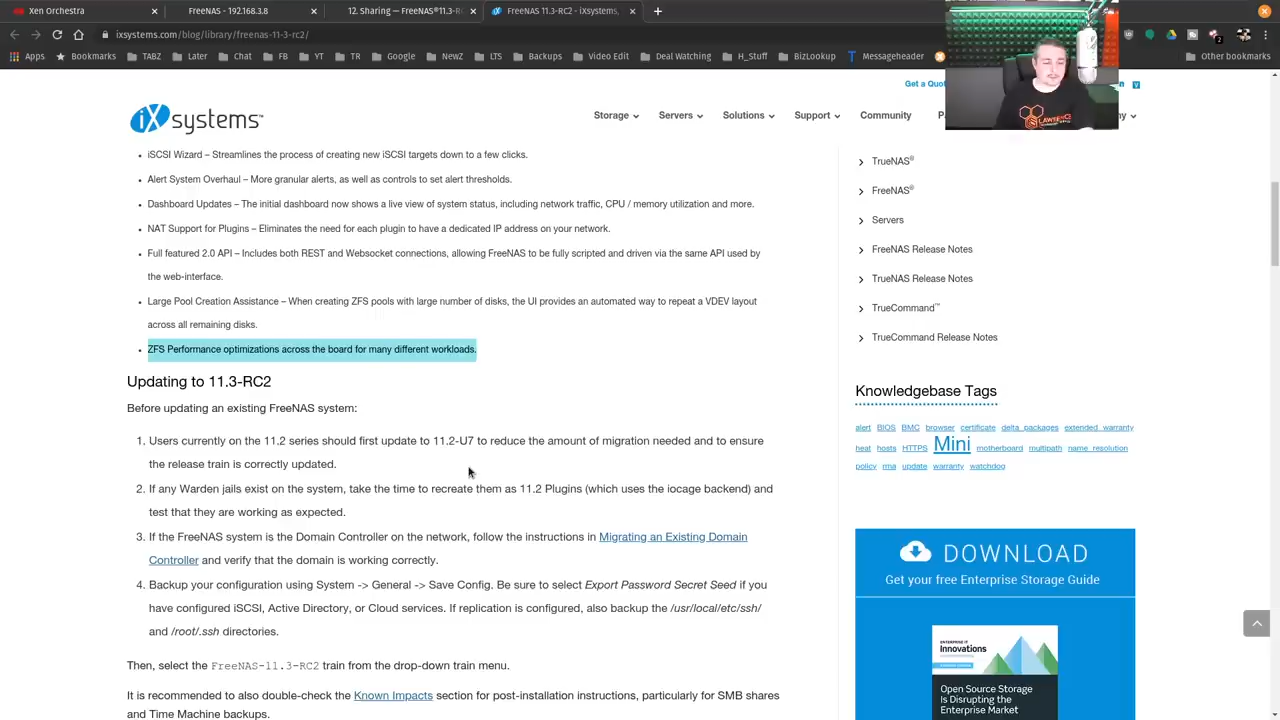 Xen Orchestra
FreeNAS - 192.168.3.8
12. Sharing — FreeNAS®11.3-
FreeNAS 11.3-RC2 - iXsystems,
ixsystems.com/blog/library/freenas-11-3-rc2/
Apps
Bookmarks
TABZ
Later
NewZ
LTS
Backups
Video Edit
Deal Watching
H_Stuff
BizLookup
Messageheader
Other bookmarks
Get a Quot
iXsystems
Storage
Servers
Solutions
Support
Community
iSCSI Wizard – Streamlines the process of creating new iSCSI targets down to a few clicks.
Alert System Overhaul – More granular alerts, as well as controls to set alert thresholds.
Dashboard Updates – The initial dashboard now shows a live view of system status, including network traffic, CPU / memory utilization and more.
NAT Support for Plugins – Eliminates the need for each plugin to have a dedicated IP address on your network.
Full featured 2.0 API – Includes both REST and Websocket connections, allowing FreeNAS to be fully scripted and driven via the same API used by
the web-interface.
Large Pool Creation Assistance – When creating ZFS pools with large number of disks, the UI provides an automated way to repeat a VDEV layout
across all remaining disks.
ZFS Performance optimizations across the board for many different workloads.
Updating to 11.3-RC2
Before updating an existing FreeNAS system:
1. Users currently on the 11.2 series should first update to 11.2-U7 to reduce the amount of migration needed and to ensure
the release train is correctly updated.
2. If any Warden jails exist on the system, take the time to recreate them as 11.2 Plugins (which uses the iocage backend) and
test that they are working as expected.
3. If the FreeNAS system is the Domain Controller on the network, follow the instructions in Migrating an Existing Domain
Controller and verify that the domain is working correctly.
4. Backup your configuration using System -> General -> Save Config. Be sure to select Export Password Secret Seed if you
have configured iSCSI, Active Directory, or Cloud services. If replication is configured, also backup the /usr/local/etc/ssh/
and /root/.ssh directories.
Then, select the FreeNAS-11.3-RC2 train from the drop-down train menu.
It is recommended to also double-check the Known Impacts section for post-installation instructions, particularly for SMB shares
and Time Machine backups.
TrueNAS®
FreeNAS®
Servers
FreeNAS Release Notes
TrueNAS Release Notes
TrueCommand™
TrueCommand Release Notes
Knowledgebase Tags
alert BIOS BMC browser certificate delta packages extended warranty
heat hosts HTTPS Mini motherboard multipath name resolution
policy rma update warranty watchdog
DOWNLOAD
Get your free Enterprise Storage Guide
ENTERPRISE IT
Innovations
Open Source Storage
Is Disrupting the
Enterprise Market